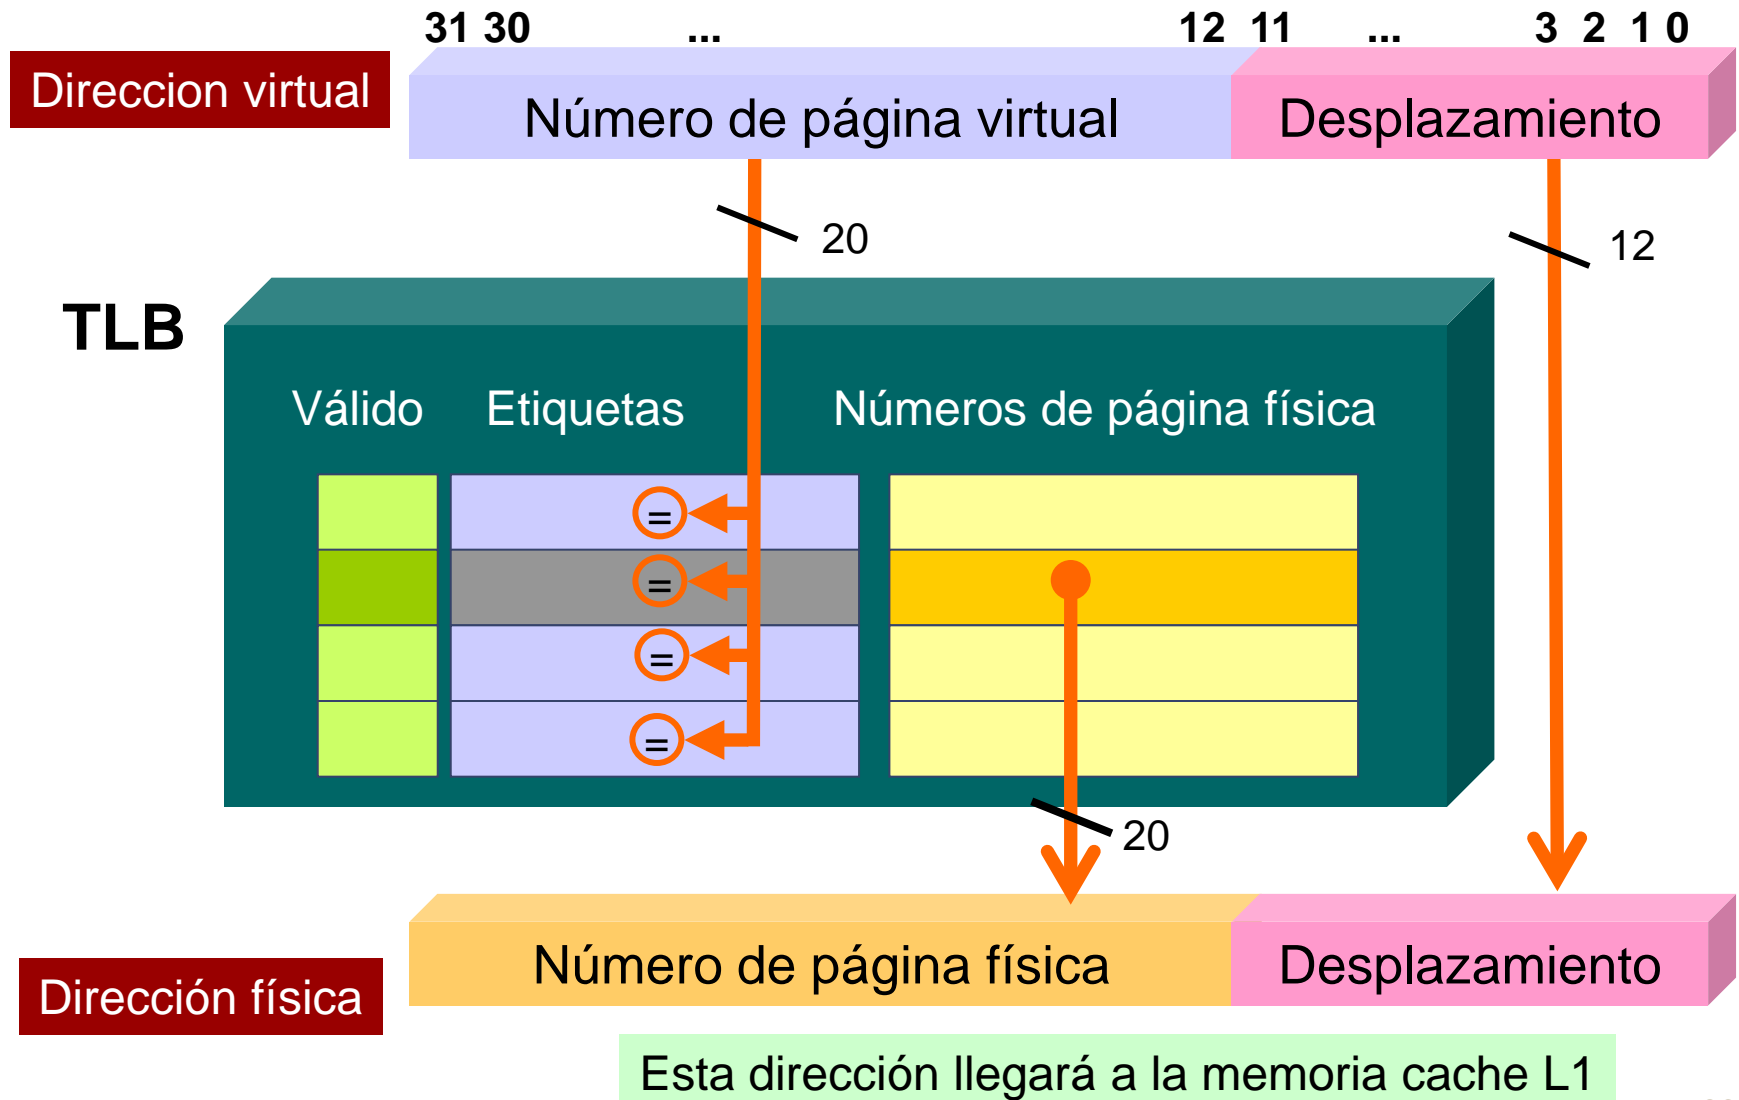 31 30 ... 12 11 ... 3 2 1 0
Direccion virtual
Número de página virtual
Desplazamiento
20
12
TLB
Válido
Etiquetas
Números de página física
=
=
=
=
20
Número de página física
Desplazamiento
Dirección física
Esta dirección llegará a la memoria cache L1